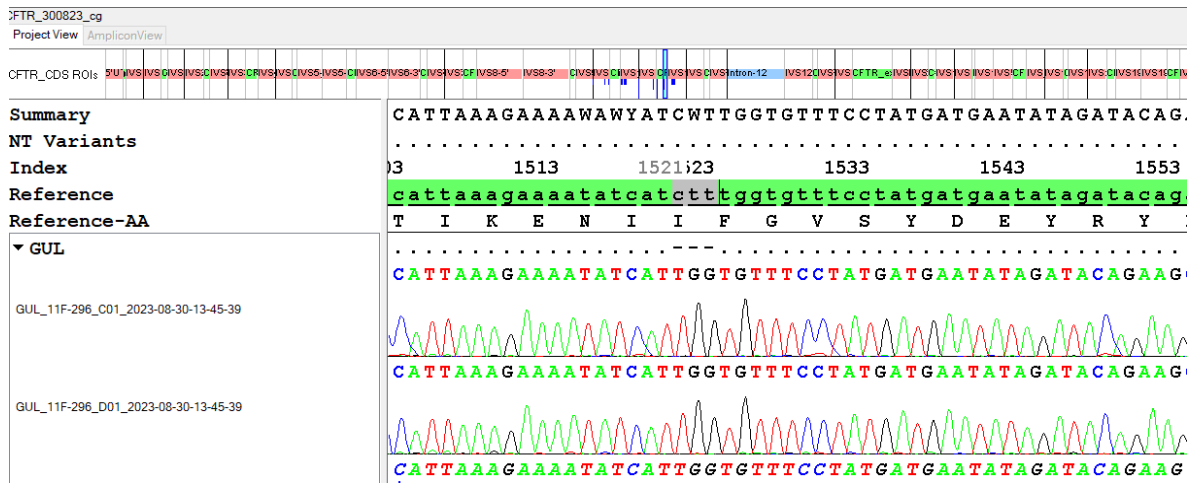 CFTR_300823_cg
Project View AmpliconView
CFTR_CDS ROIs
Summary CATTAAAGAAAAWAWYATCWTTGGTGTTTCCTATGATGAATATAGATACAG
NT Variants
Index 1513 1521 1533 1543 1553
Reference cattaaagaaaatatcatctttggtgtttcctatgatgaatatagatacag
Reference-AA T I K E N I I F G V S Y D E Y R Y
GUL ---
CATTAAAGAAAATATCATTGGTGTTTCCTATGATGAATATAGATACAGAAG
GUL_11F-296_C01_2023-08-30-13-45-39
CATTAAAGAAAATATCATTGGTGTTTCCTATGATGAATATAGATACAGAAG
GUL_11F-296_D01_2023-08-30-13-45-39
CATTAAAGAAAATATCATTGGTGTTTCCTATGATGAATATAGATACAGAAG